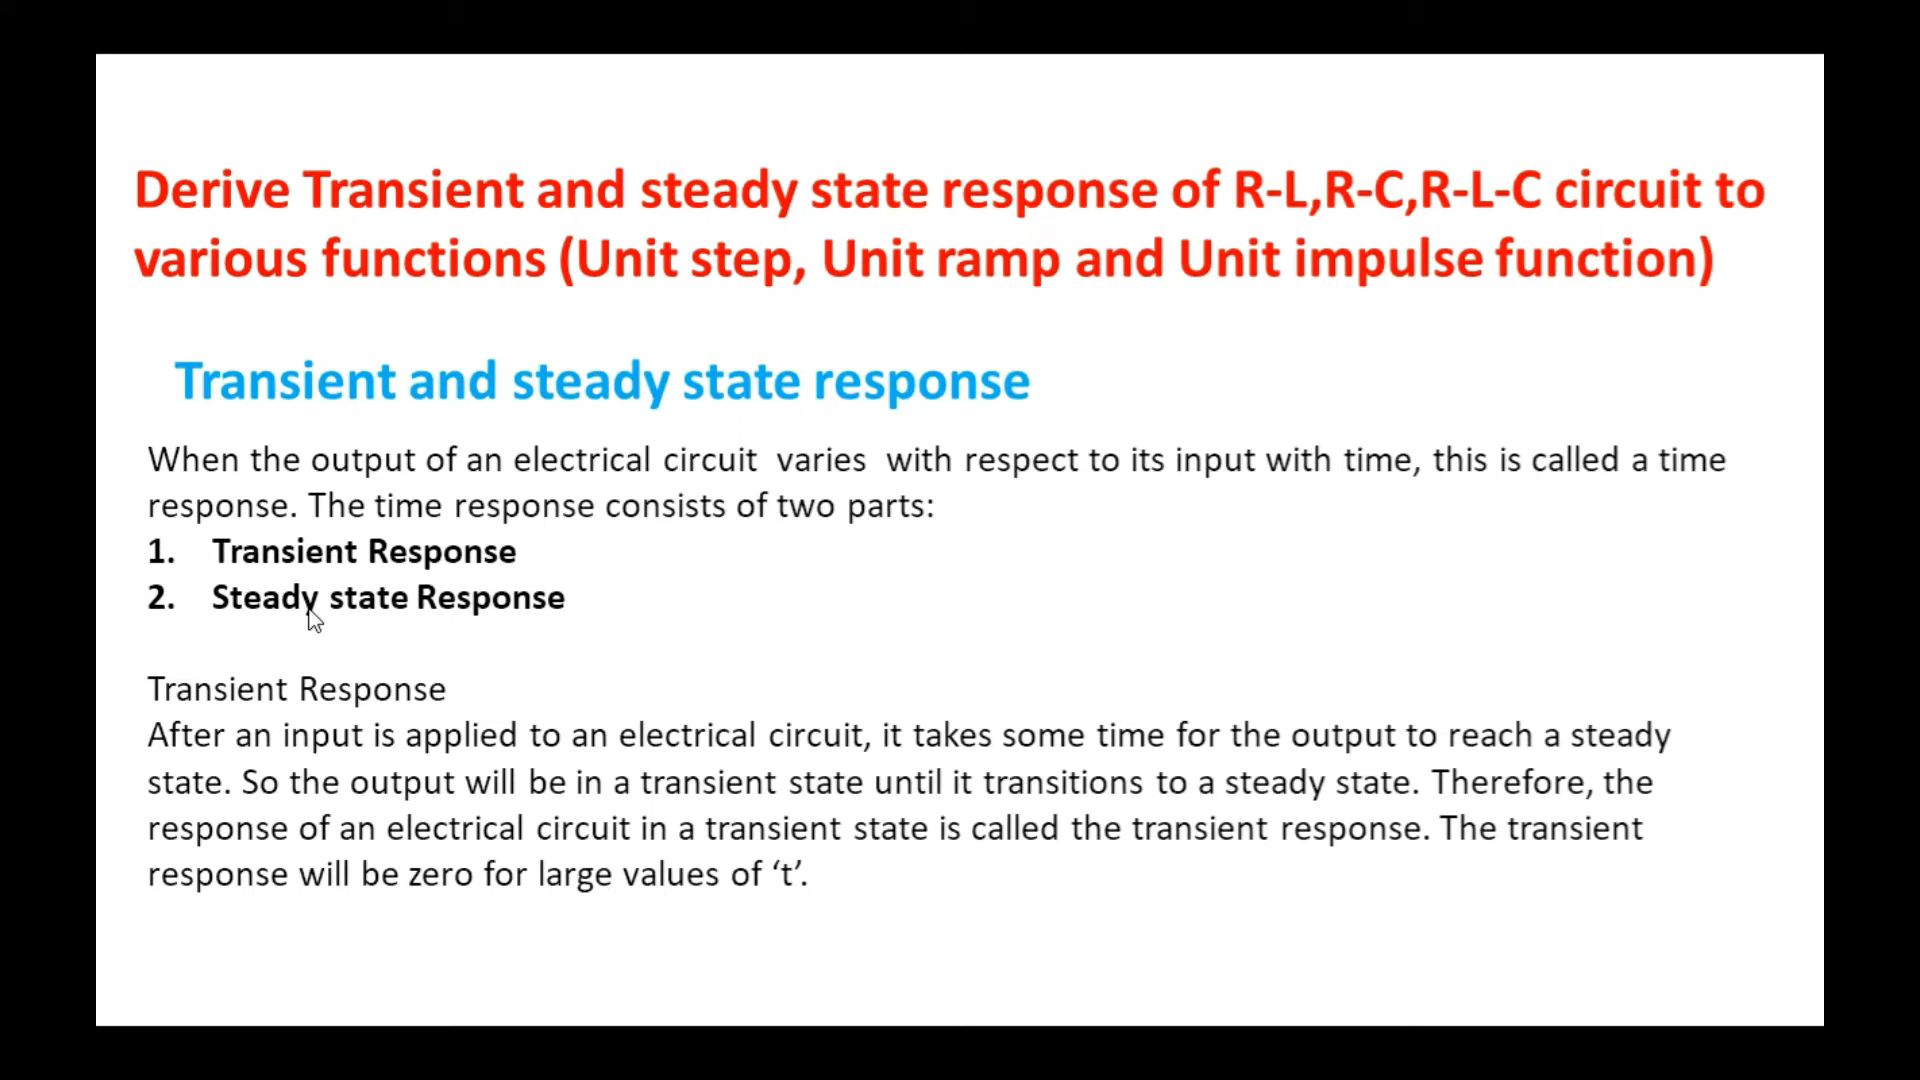 Derive Transient and steady state response of R-L,R-C,R-L-C circuit to
various functions (Unit step, Unit ramp and Unit impulse function)
Transient and steady state response
When the output of an electrical circuit varies with respect to its input with time, this is called a time
response. The time response consists of two parts:
1. Transient Response
2. Steady state Response
Transient Response
After an input is applied to an electrical circuit, it takes some time for the output to reach a steady
state. So the output will be in a transient state until it transitions to a steady state. Therefore, the
response of an electrical circuit in a transient state is called the transient response. The transient
response will be zero for large values of ‘t’.